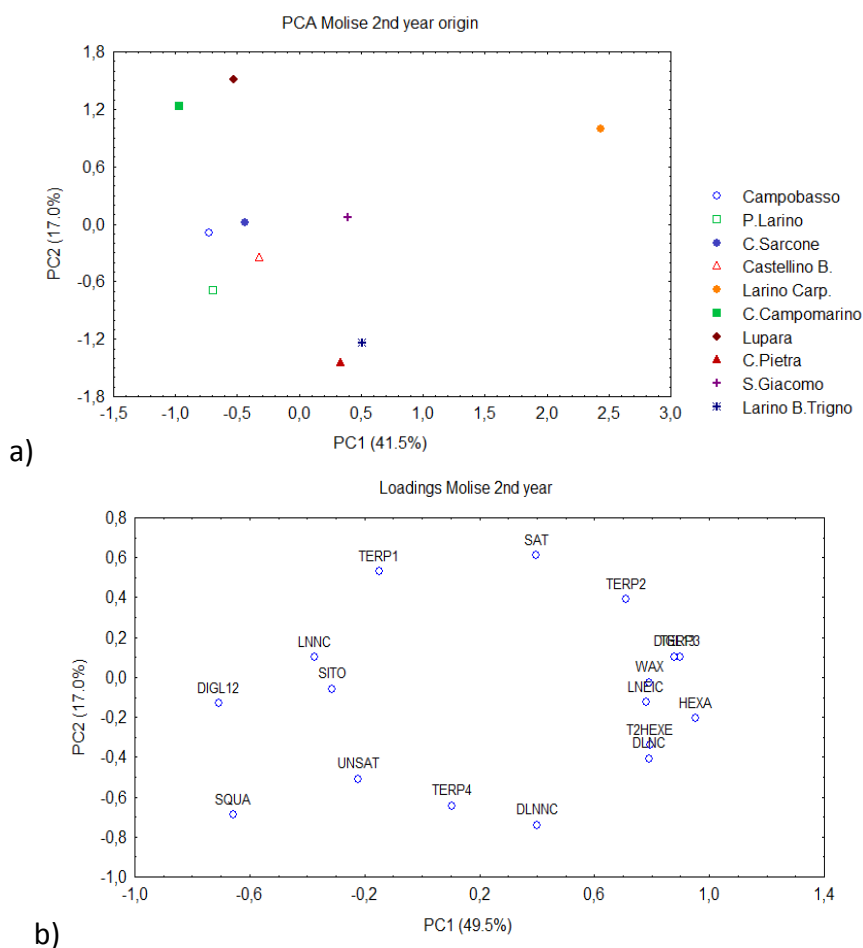 PCA Molise 2nd year origin
1,8
1,2
0,6
0,0
-0,6
-1,2
-1,8
PC2 (17.0%)
-1,5 -1,0 -0,5 0,0 0,5 1,0 1,5 2,0 2,5 3,0
PC1 (41.5%)
Campobasso
P.Larino
C.Sarcone
Castellino B.
Larino Carp.
C.Campomarino
Lupara
C.Pietra
S.Giacomo
Larino B.Trigno
a)
Loadings Molise 2nd year
0,8
0,6
0,4
0,2
0,0
-0,2
-0,4
-0,6
-0,8
-1,0
PC2 (17.0%)
SAT
TERP1
TERP2
LNNC
TERP3
SITO
WAX
DIGL12
LNEIC
HEXA
T2HEXE
DLNC
UNSAT
SQUA
TERP4
DLNNC
-1,0 -0,6 -0,2 0,2 0,6 1,0 1,4
PC1 (49.5%)
b)